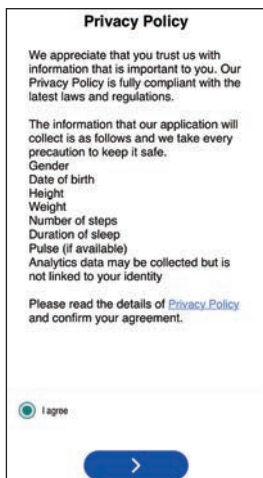 Privacy Policy
We appreciate that you trust us with
information that is important to you. Our
Privacy Policy is fully compliant with the
latest laws and regulations.
The information that our application will
collect is as follows and we take every
precaution to keep it safe.
Gender
Date of birth
Height
Weight
Number of steps
Duration of sleep
Pulse (if available)
Analytics data may be collected but is
not linked to your identity
Please read the details of Privacy Policy
and confirm your agreement.
I agree